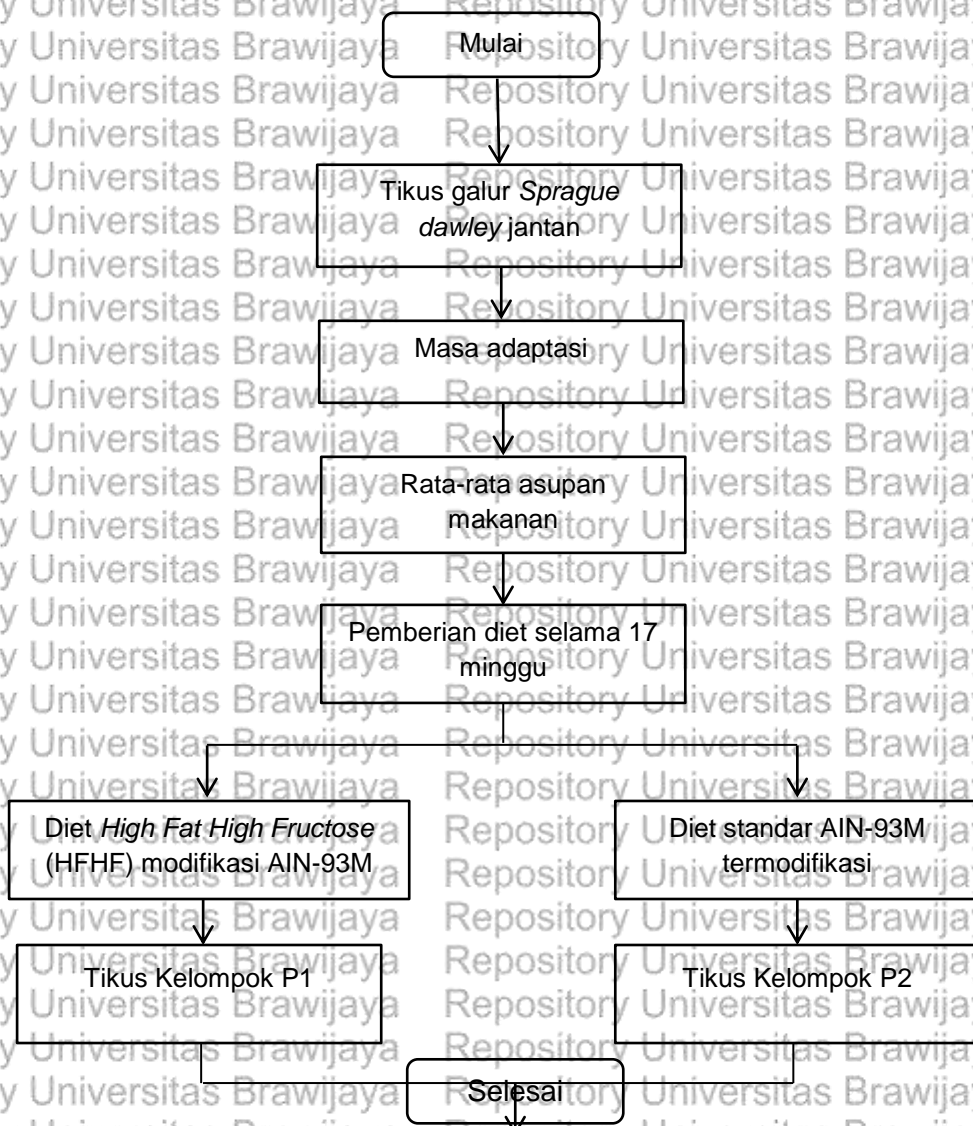 Mulai
Tikus galur Sprague
dawley jantan
Masa adaptasi
Rata-rata asupan
makanan
Pemberian diet selama 17
minggu
Diet High Fat High Fructose
(HFHF) modifikasi AIN-93M
Diet standar AIN-93M
termodifikasi
Tikus Kelompok P1
Tikus Kelompok P2
Selesai